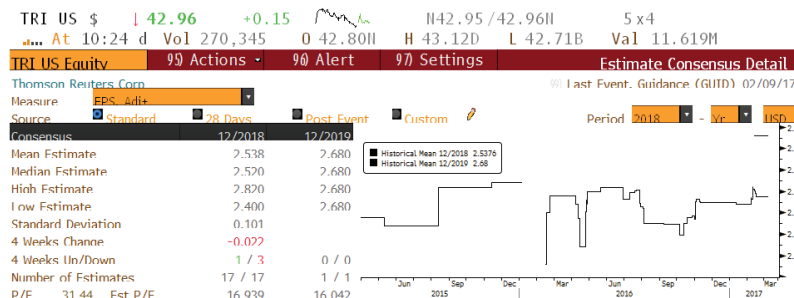 TRI US $ ↓ 42.96 +0.15 N42.95/42.96N 5x4
At 10:24 d Vol 270,345 O 42.80N H 43.12D L 42.71B Val 11.619M
TRI US Equity 95) Actions 96) Alert 97) Settings Estimate Consensus Detail
Thomson Reuters Corp 99) Last Event, Guidance (GUID) 02/09/17
Measure EPS, Adj+
Source Standard 28 Days Post Event Custom Period 2018 - Yr USD
Consensus 12/2018 12/2019
Mean Estimate 2.538 2.680
Median Estimate 2.520 2.680
High Estimate 2.820 2.680
Low Estimate 2.400 2.680
Standard Deviation 0.101
4 Weeks Change -0.022
4 Weeks Up/Down 1 / 3 0 / 0
Number of Estimates 17 / 17 1 / 1
P/E 31.44 Est P/E 16.939 16.042
Historical Mean 12/2018 2.5376
Historical Mean 12/2019 2.68
Jun Sep Dec Mar Jun Sep Dec Mar
2015 2016 2017